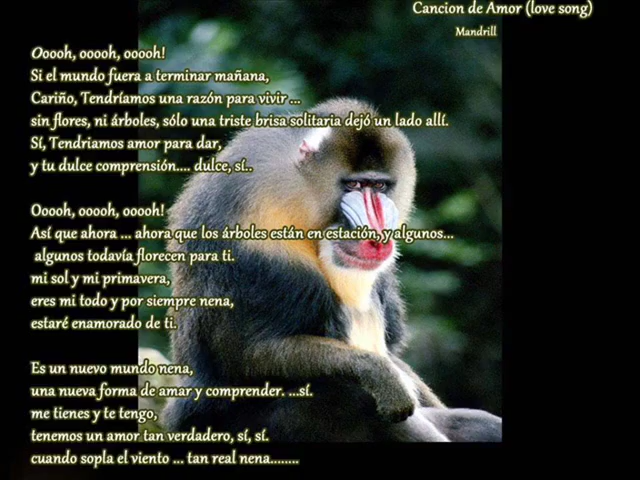 Cancion de Amor (love song)
Mandrill
Ooooh, ooooh, ooooh!
Si el mundo fuera a terminar mañana,
Cariño, Tendríamos una razón para vivir ...
sin flores, ni árboles, sólo una triste brisa solitaria dejó un lado allí.
Sí, Tendriamos amor para dar,
y tu dulce comprensión.... dulce, sí..
Ooooh, ooooh, ooooh!
Así que ahora ... ahora que los árboles están en estación, y algunos...
algunos todavía florecen para ti.
mi sol y mi primavera,
eres mi todo y por siempre nena,
estaré enamorado de ti.
Es un nuevo mundo nena,
una nueva forma de amar y comprender. ...sí.
me tienes y te tengo,
tenemos un amor tan verdadero, sí, sí.
cuando sopla el viento ... tan real nena........